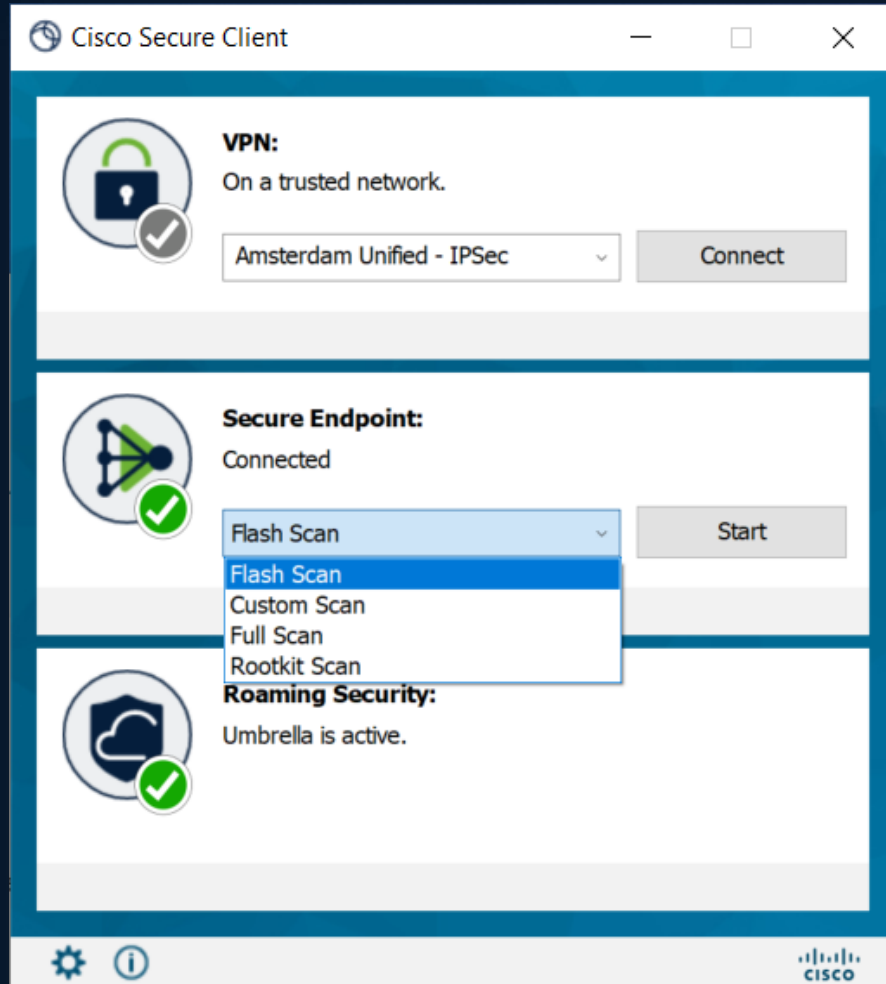 Cisco Secure Client
VPN:
On a trusted network.
Amsterdam Unified - IPSec
Connect
Secure Endpoint:
Connected
Flash Scan
Start
Flash Scan
Custom Scan
Full Scan
Rootkit Scan
Roaming Security:
Umbrella is active.
CISCO